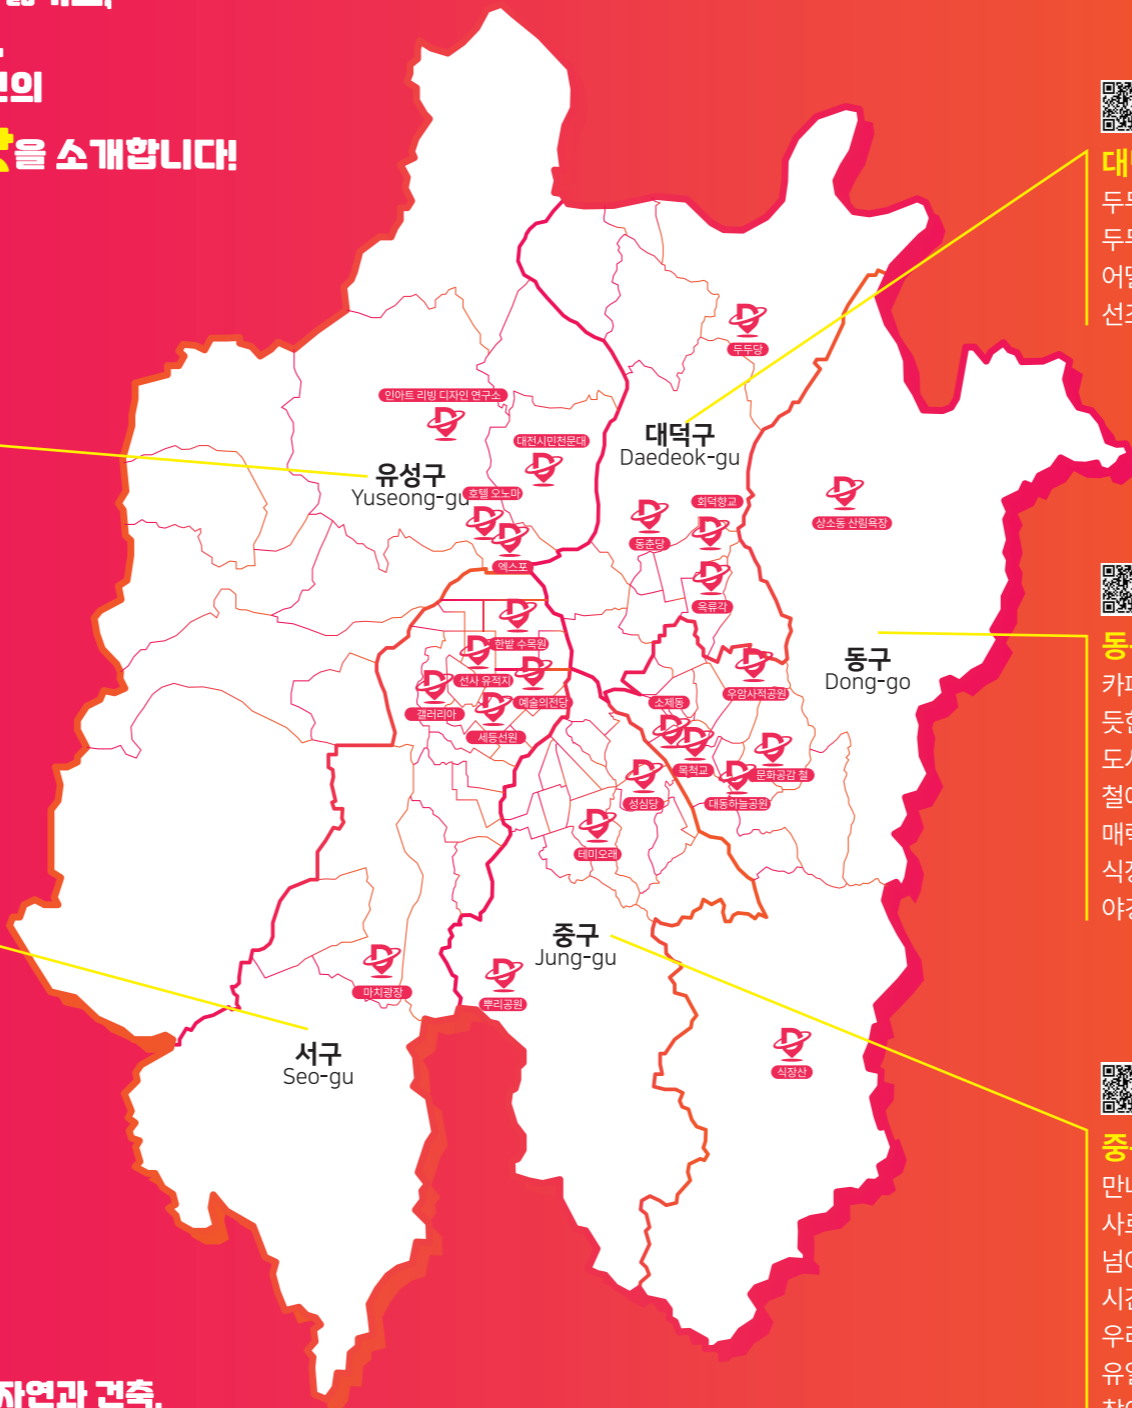 을 소개합니다!
두두당
인아트 리빙 디자인 연구소
대전시민천문대
대덕구
Daedeok-gu
유성구
Yuseong-gu
호텔 오노마
회덕향교
상소동 산림욕장
동춘당
엑스포
옥류각
한밭 수목원
선사 유적지
우암사적공원
동구
Dong-go
예술의전당
소제동
갤러리아
세등선원
목척교
문화공감 철
성심당
대동하늘공원
테미오래
중구
Jung-gu
마치광장
뿌리공원
서구
Seo-gu
식장산
자연과 건축,